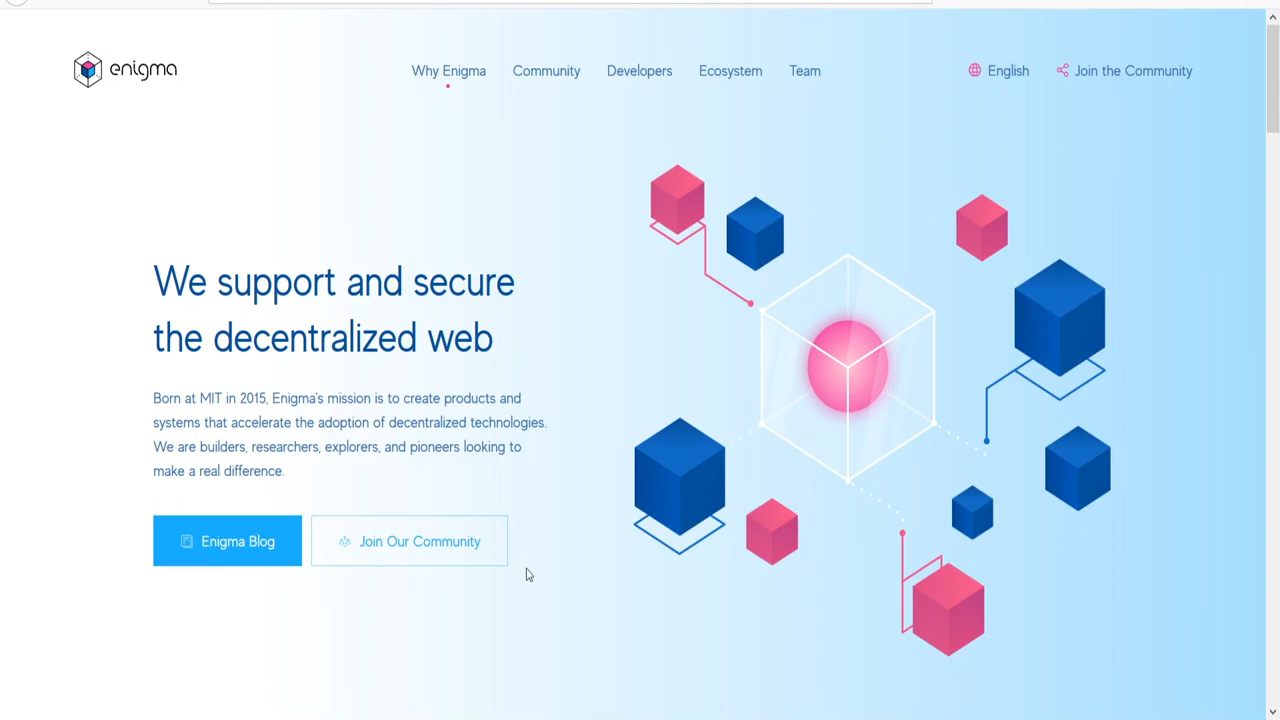 enigma
Why Enigma
Community
Developers
Ecosystem
Team
English
Join the Community
We support and secure
the decentralized web
Born at MIT in 2015, Enigma's mission is to create products and
systems that accelerate the adoption of decentralized technologies.
We are builders, researchers, explorers, and pioneers looking to
make a real difference.
Enigma Blog
Join Our Community